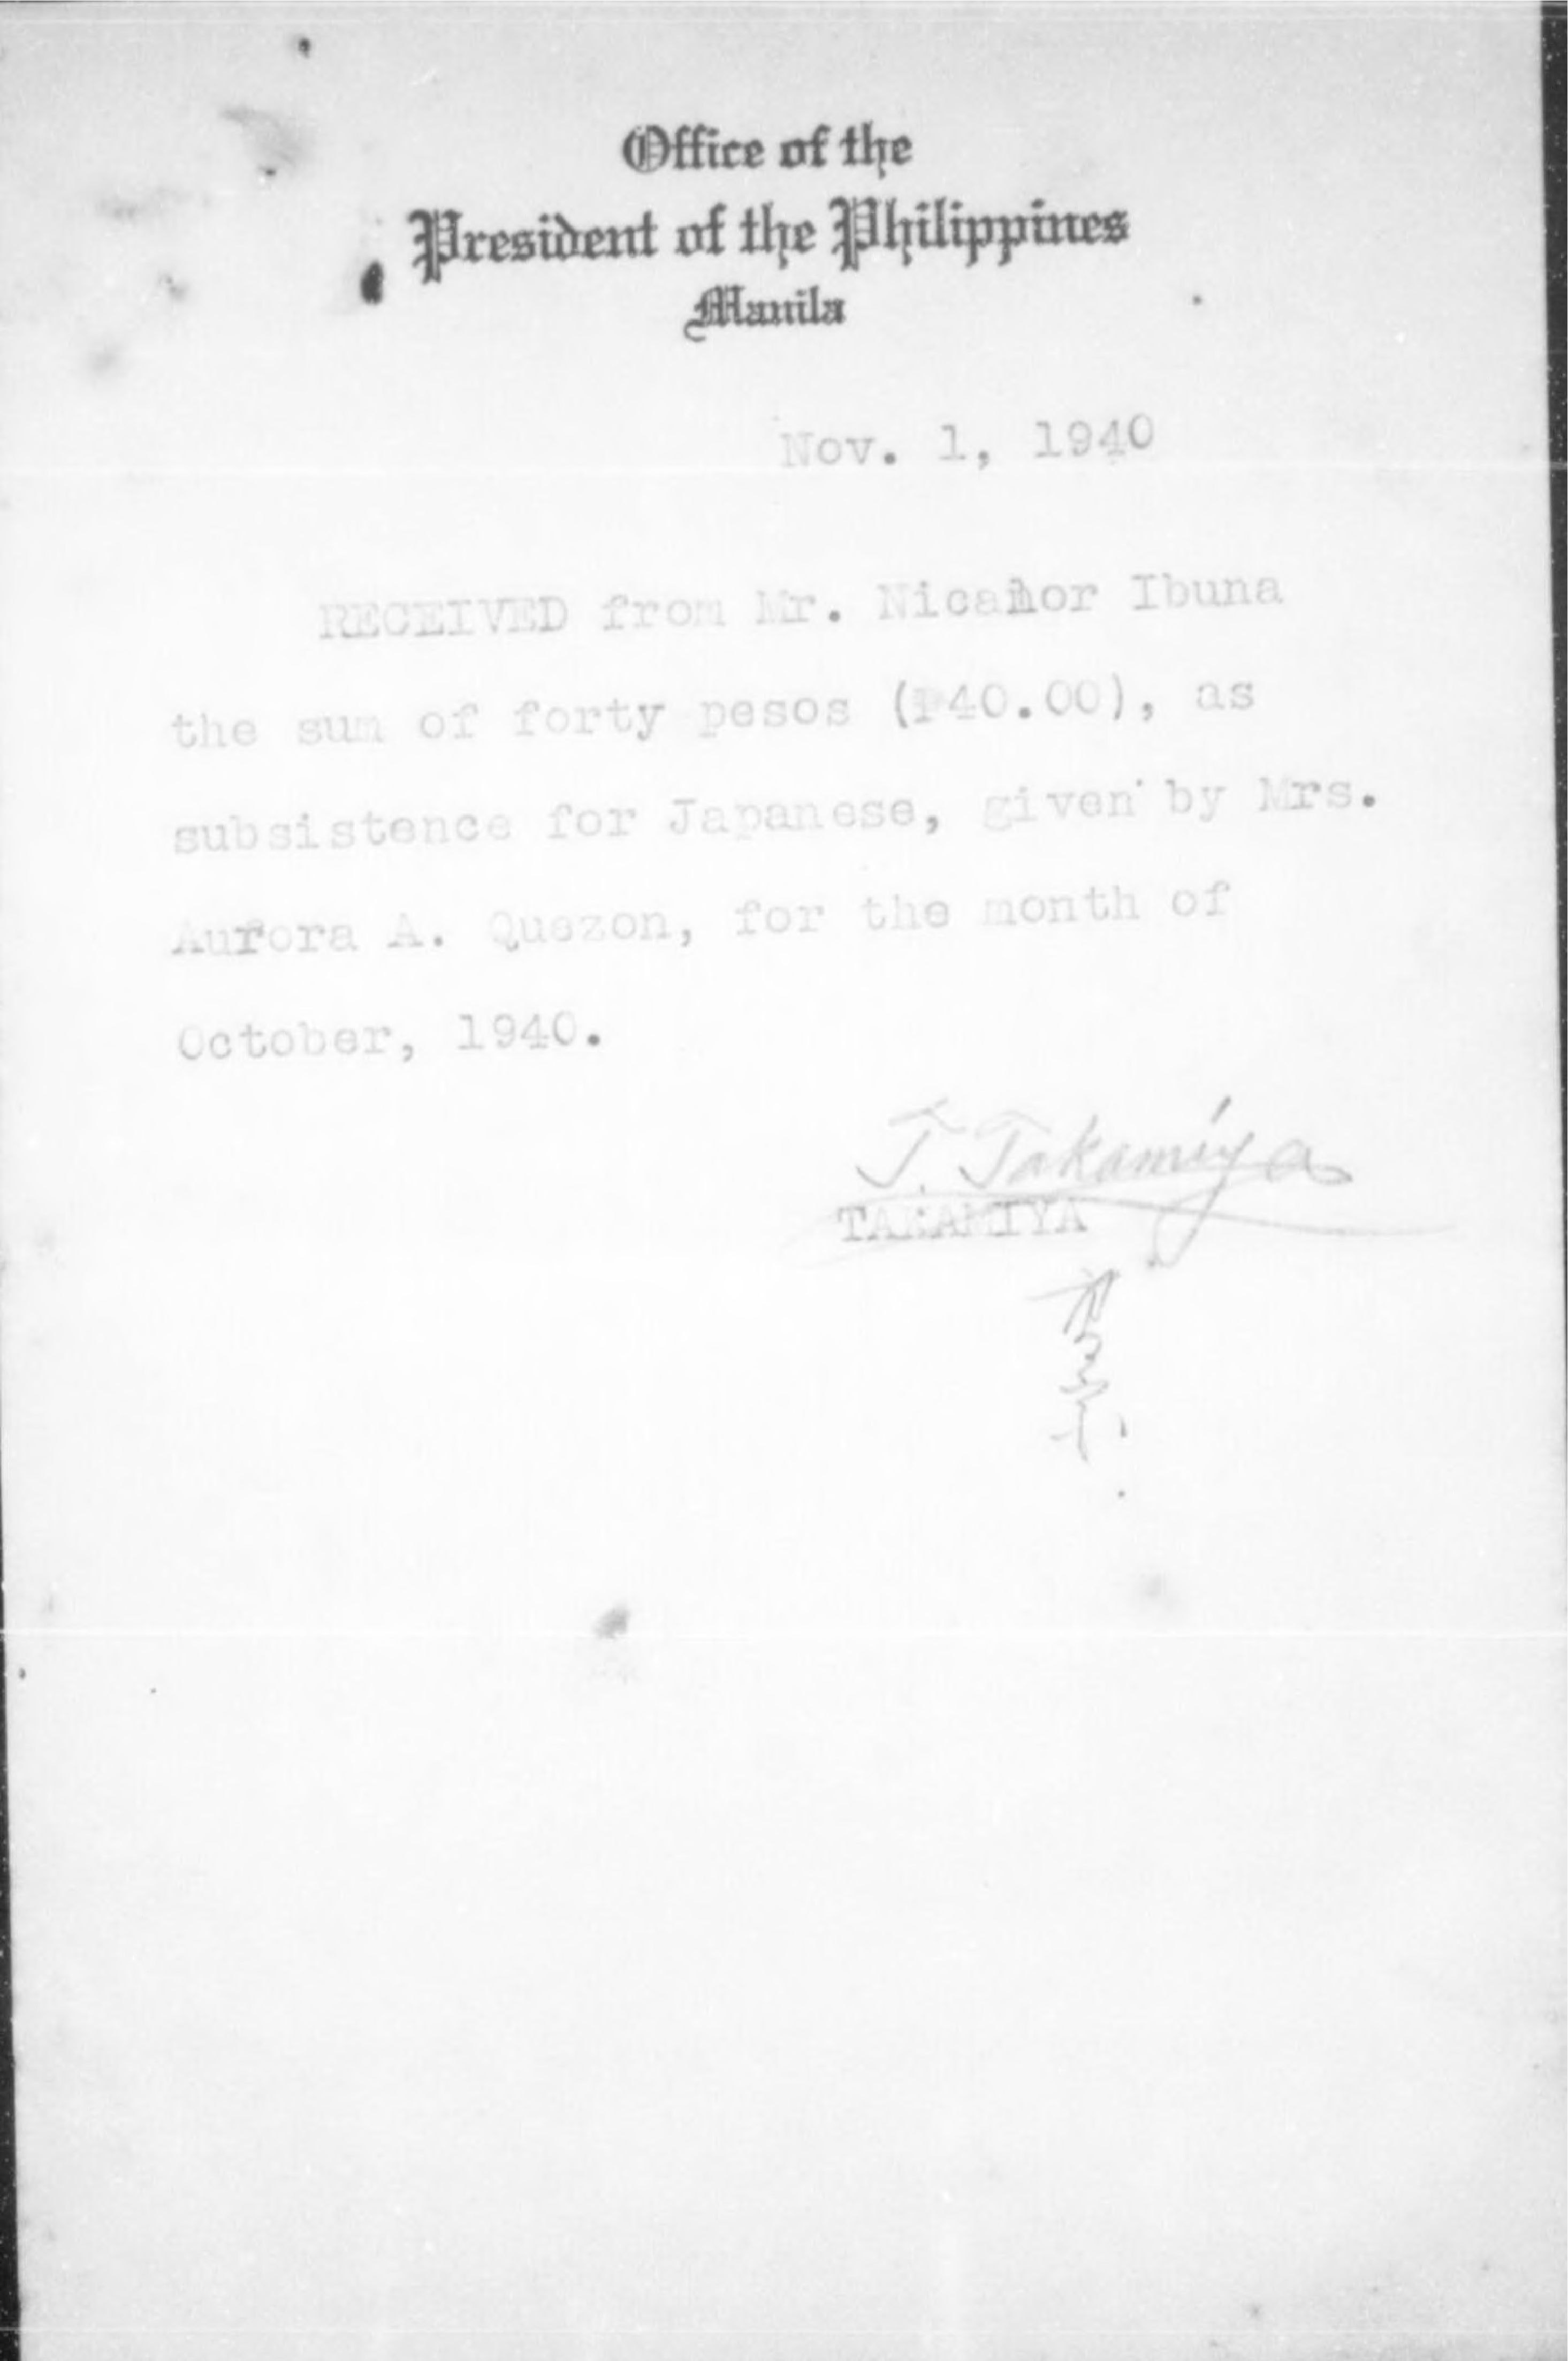 Office of the
President of the Philippines
Manila
Nov. 1, 1940
RECEIVED from Mr. Nicanor Ibuna
the sum of forty pesos (₱40.00), as
subsistence for Japanese, given by Mrs.
Aurora A. Quezon, for the month of
October, 1940.
T. Takamiya
TAKAMIYA